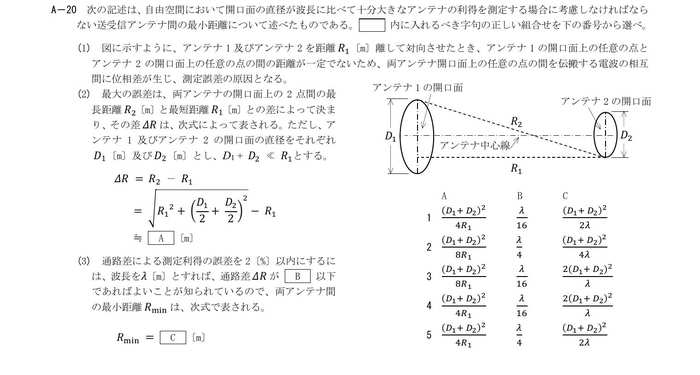 A－20 次の記述は、自由空間において開口面の直径が波長に比べて十分大きなアンテナの利得を測定する場合に考慮しなければなら
ない送受信アンテナ間の最小距離について述べたものである。□内に入れるべき字句の正しい組合せを下の番号から選べ。
(1) 図に示すように、アンテナ1及びアンテナ2を距離 R₁〔m〕離して対向させたとき、アンテナ1の開口面上の任意の点と
アンテナ2の開口面上の任意の点の間の距離が一定でないため、両アンテナ開口面上の任意の点の間を伝搬する電波の相互
間に位相差が生じ、測定誤差の原因となる。
(2) 最大の誤差は、両アンテナの開口面上の2点間の最
長距離 R₂〔m〕と最短距離 R₁〔m〕との差によって決ま
り、その差ΔR は、次式によって表される。ただし、ア
ンテナ1及びアンテナ2の開口面の直径をそれぞれ
D₁〔m〕及び D₂〔m〕とし、D₁+ D₂ ≪ R₁とする。
ΔR = R₂ － R₁
= √(R₁² + (D₁/2 + D₂/2)²) － R₁
≒ A 〔m〕
(3) 通路差による測定利得の誤差を2〔%〕以内にするに
は、波長をλ〔m〕とすれば、通路差ΔR が B 以下
であればよいことが知られているので、両アンテナ間
の最小距離 Rmin は、次式で表される。
Rmin = C 〔m〕
アンテナ1の開口面
アンテナ2の開口面
D₁
R₂
アンテナ中心線
D₂
R₁
A B C
1 (D₁+ D₂)²/4R₁ λ/16 (D₁+ D₂)²/2λ
2 (D₁+ D₂)²/8R₁ λ/4 (D₁+ D₂)²/4λ
3 (D₁+ D₂)²/8R₁ λ/16 2(D₁+ D₂)²/λ
4 (D₁+ D₂)²/4R₁ λ/16 2(D₁+ D₂)²/λ
5 (D₁+ D₂)²/4R₁ λ/4 (D₁+ D₂)²/2λ